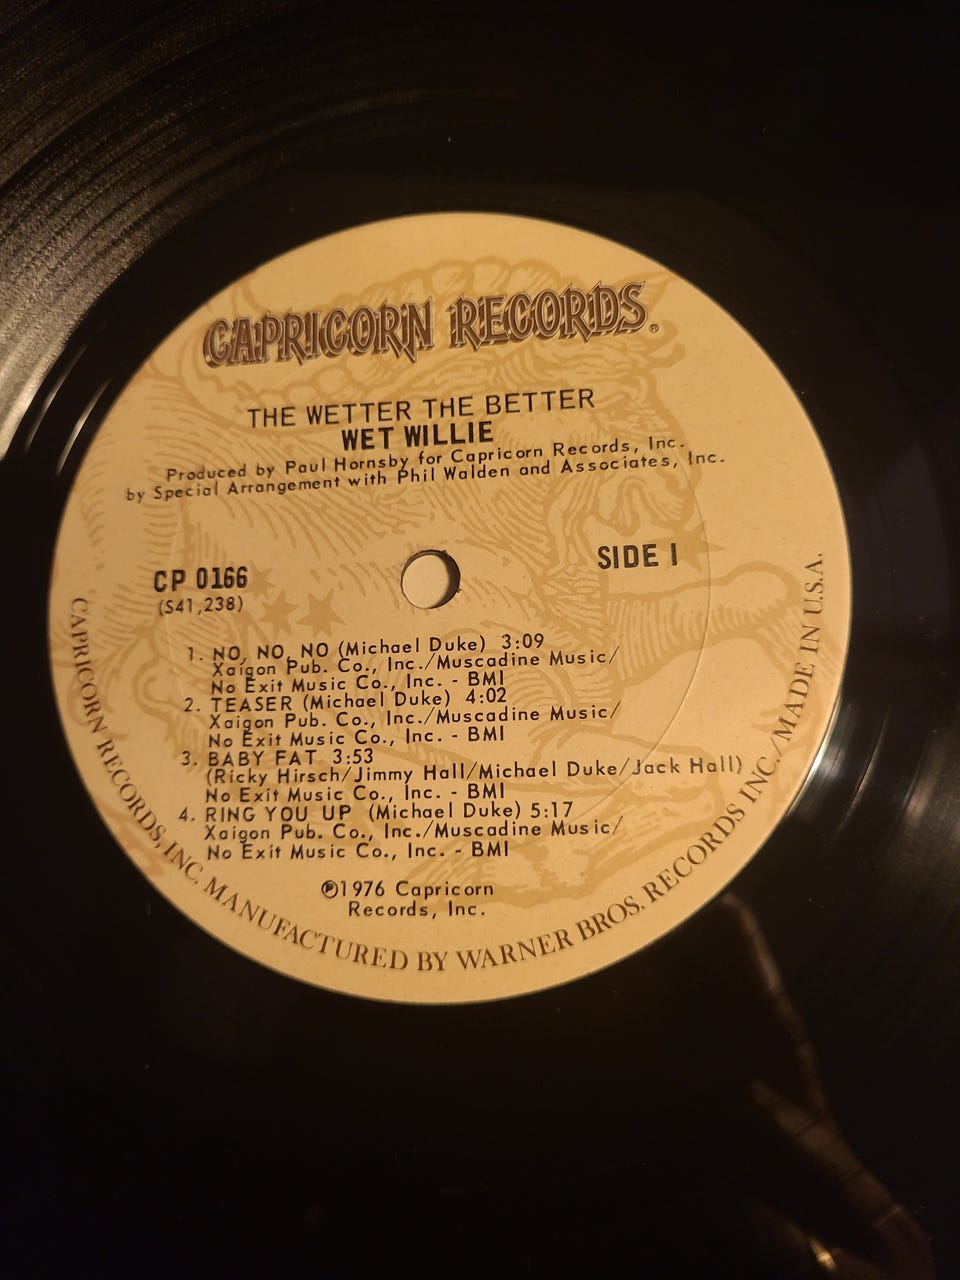 CAPRICORN RECORDS®
THE WETTER THE BETTER
WET WILLIE
Produced by Paul Hornsby for Capricorn Records, Inc.
by Special Arrangement with Phil Walden and Associates, Inc.
CP 0166
(S41,238)
SIDE I
1. NO, NO, NO (Michael Duke) 3:09
Xaigon Pub. Co., Inc./Muscadine Music/
No Exit Music Co., Inc. - BMI
2. TEASER (Michael Duke) 4:02
Xaigon Pub. Co., Inc./Muscadine Music/
No Exit Music Co., Inc. - BMI
3. BABY FAT 3:53
(Ricky Hirsch/Jimmy Hall/Michael Duke/Jack Hall)
No Exit Music Co., Inc. - BMI
4. RING YOU UP (Michael Duke) 5:17
Xaigon Pub. Co., Inc./Muscadine Music/
No Exit Music Co., Inc. - BMI
℗1976 Capricorn
Records, Inc.
CAPRICORN RECORDS, INC. MANUFACTURED BY WARNER BROS. RECORDS INC./MADE IN U.S.A.